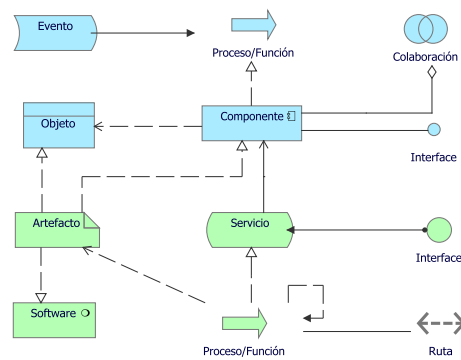 Evento
Proceso/Función
Colaboración
Objeto
Componente
Interface
Artefacto
Servicio
Interface
Software
Proceso/Función
Ruta